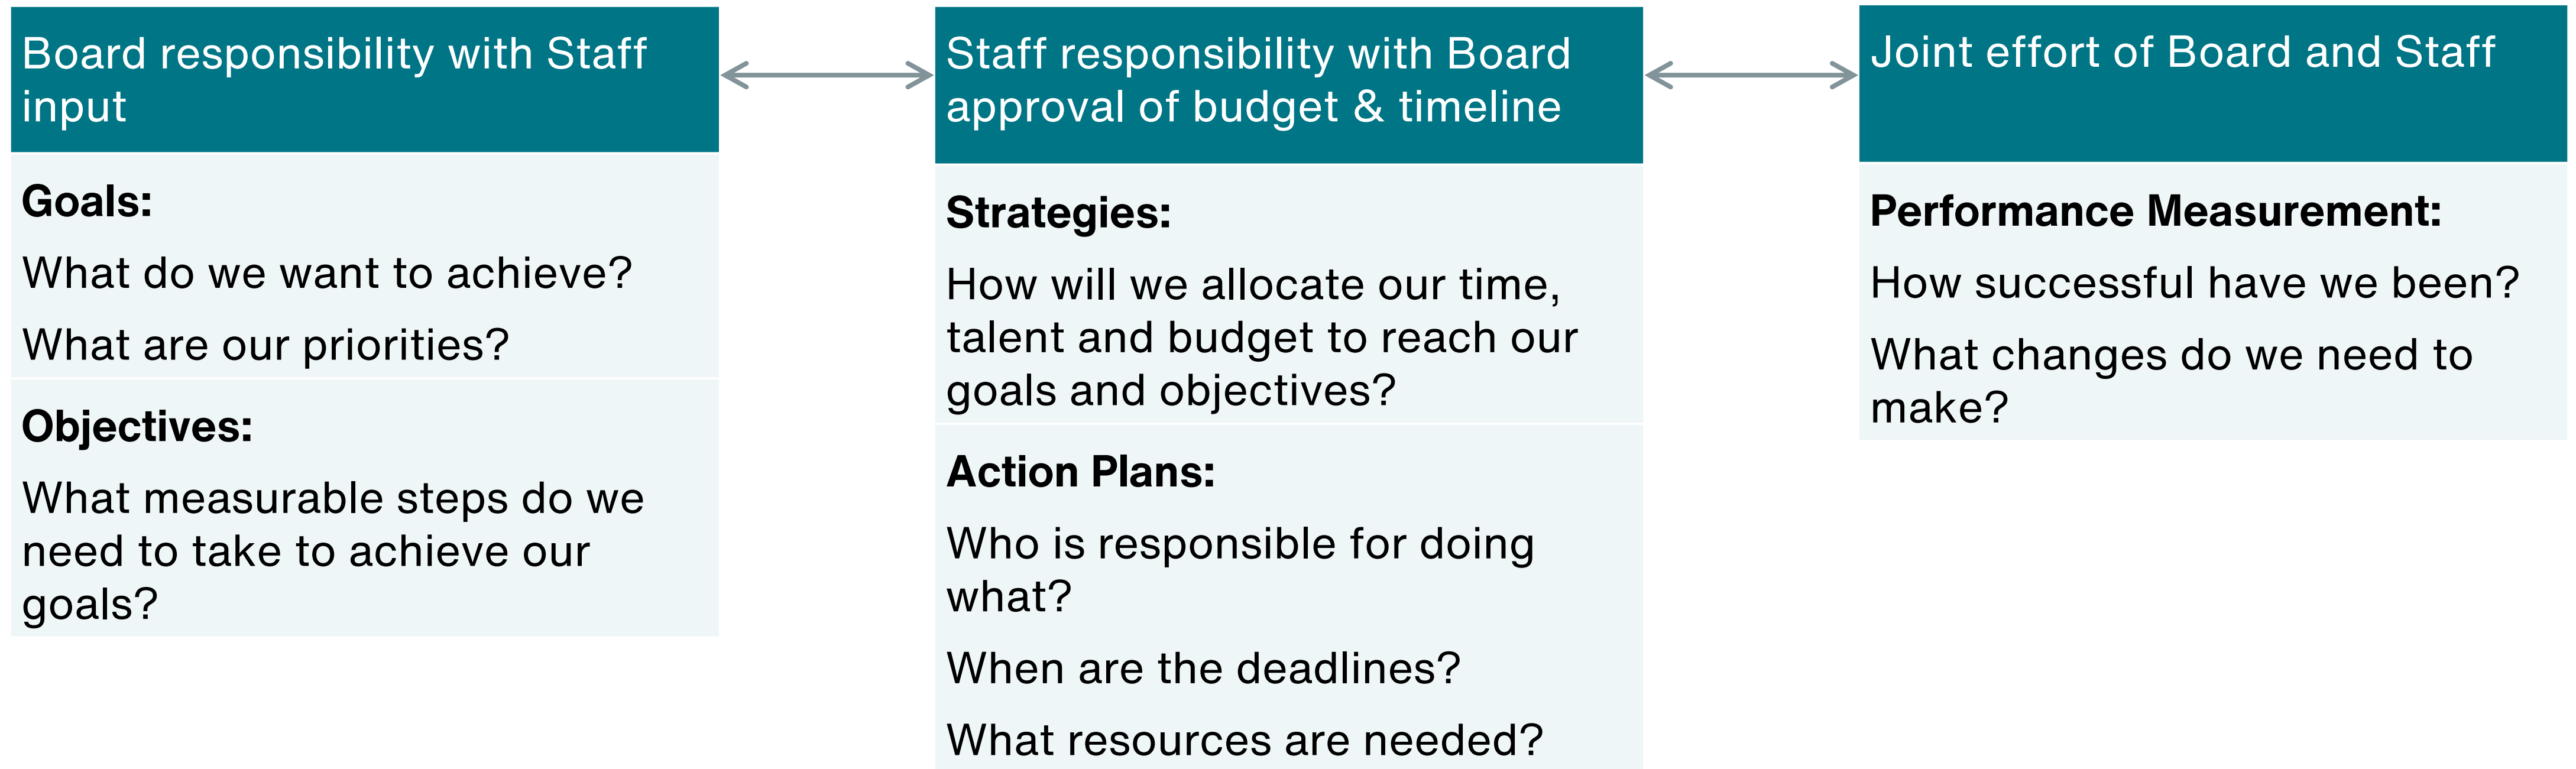 Board responsibility with Staff
input
Goals:
What do we want to achieve?
What are our priorities?
Objectives:
What measurable steps do we
need to take to achieve our
goals?
Staff responsibility with Board
approval of budget & timeline
Strategies:
How will we allocate our time,
talent and budget to reach our
goals and objectives?
Action Plans:
Who is responsible for doing
what?
When are the deadlines?
What resources are needed?
Joint effort of Board and Staff
Performance Measurement:
How successful have we been?
What changes do we need to
make?